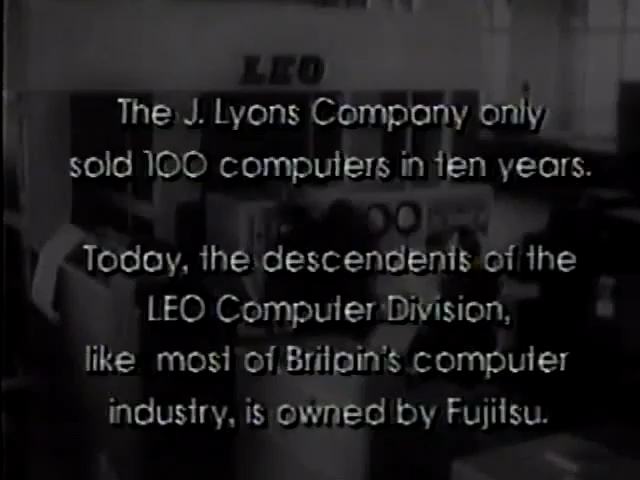 LEO
The J. Lyons Company only
sold 100 computers in ten years.
Today, the descendents of the
LEO Computer Division,
like most of Britain's computer
industry, is owned by Fujitsu.